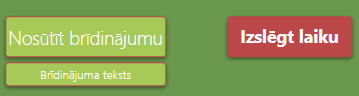 Nosūtīt brīdinājumu
Brīdinājuma teksts
Izslēgt laiku